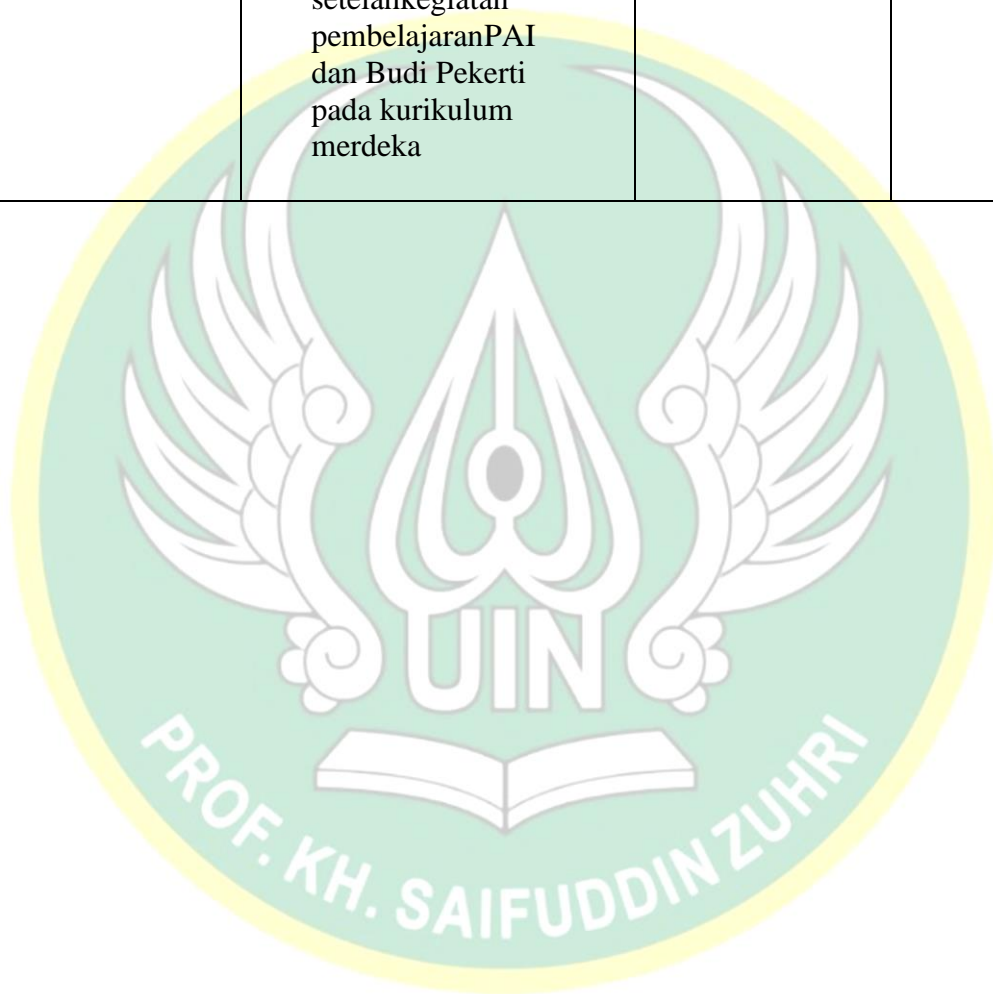 setelahkegiatan
pembelajaranPAI
dan Budi Pekerti
pada kurikulum
merdeka
UIN
PROF. KH. SAIFUDDIN ZUHRI